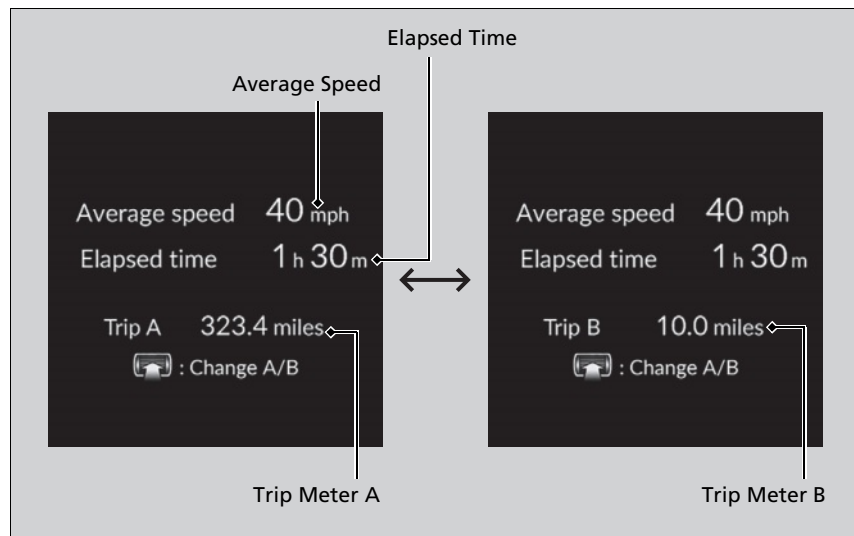 Elapsed Time
Average Speed
Average speed 40 mph
Elapsed time 1 h 30 m
Trip A 323.4 miles
: Change A/B
Average speed 40 mph
Elapsed time 1 h 30 m
Trip B 10.0 miles
: Change A/B
Trip Meter A
Trip Meter B